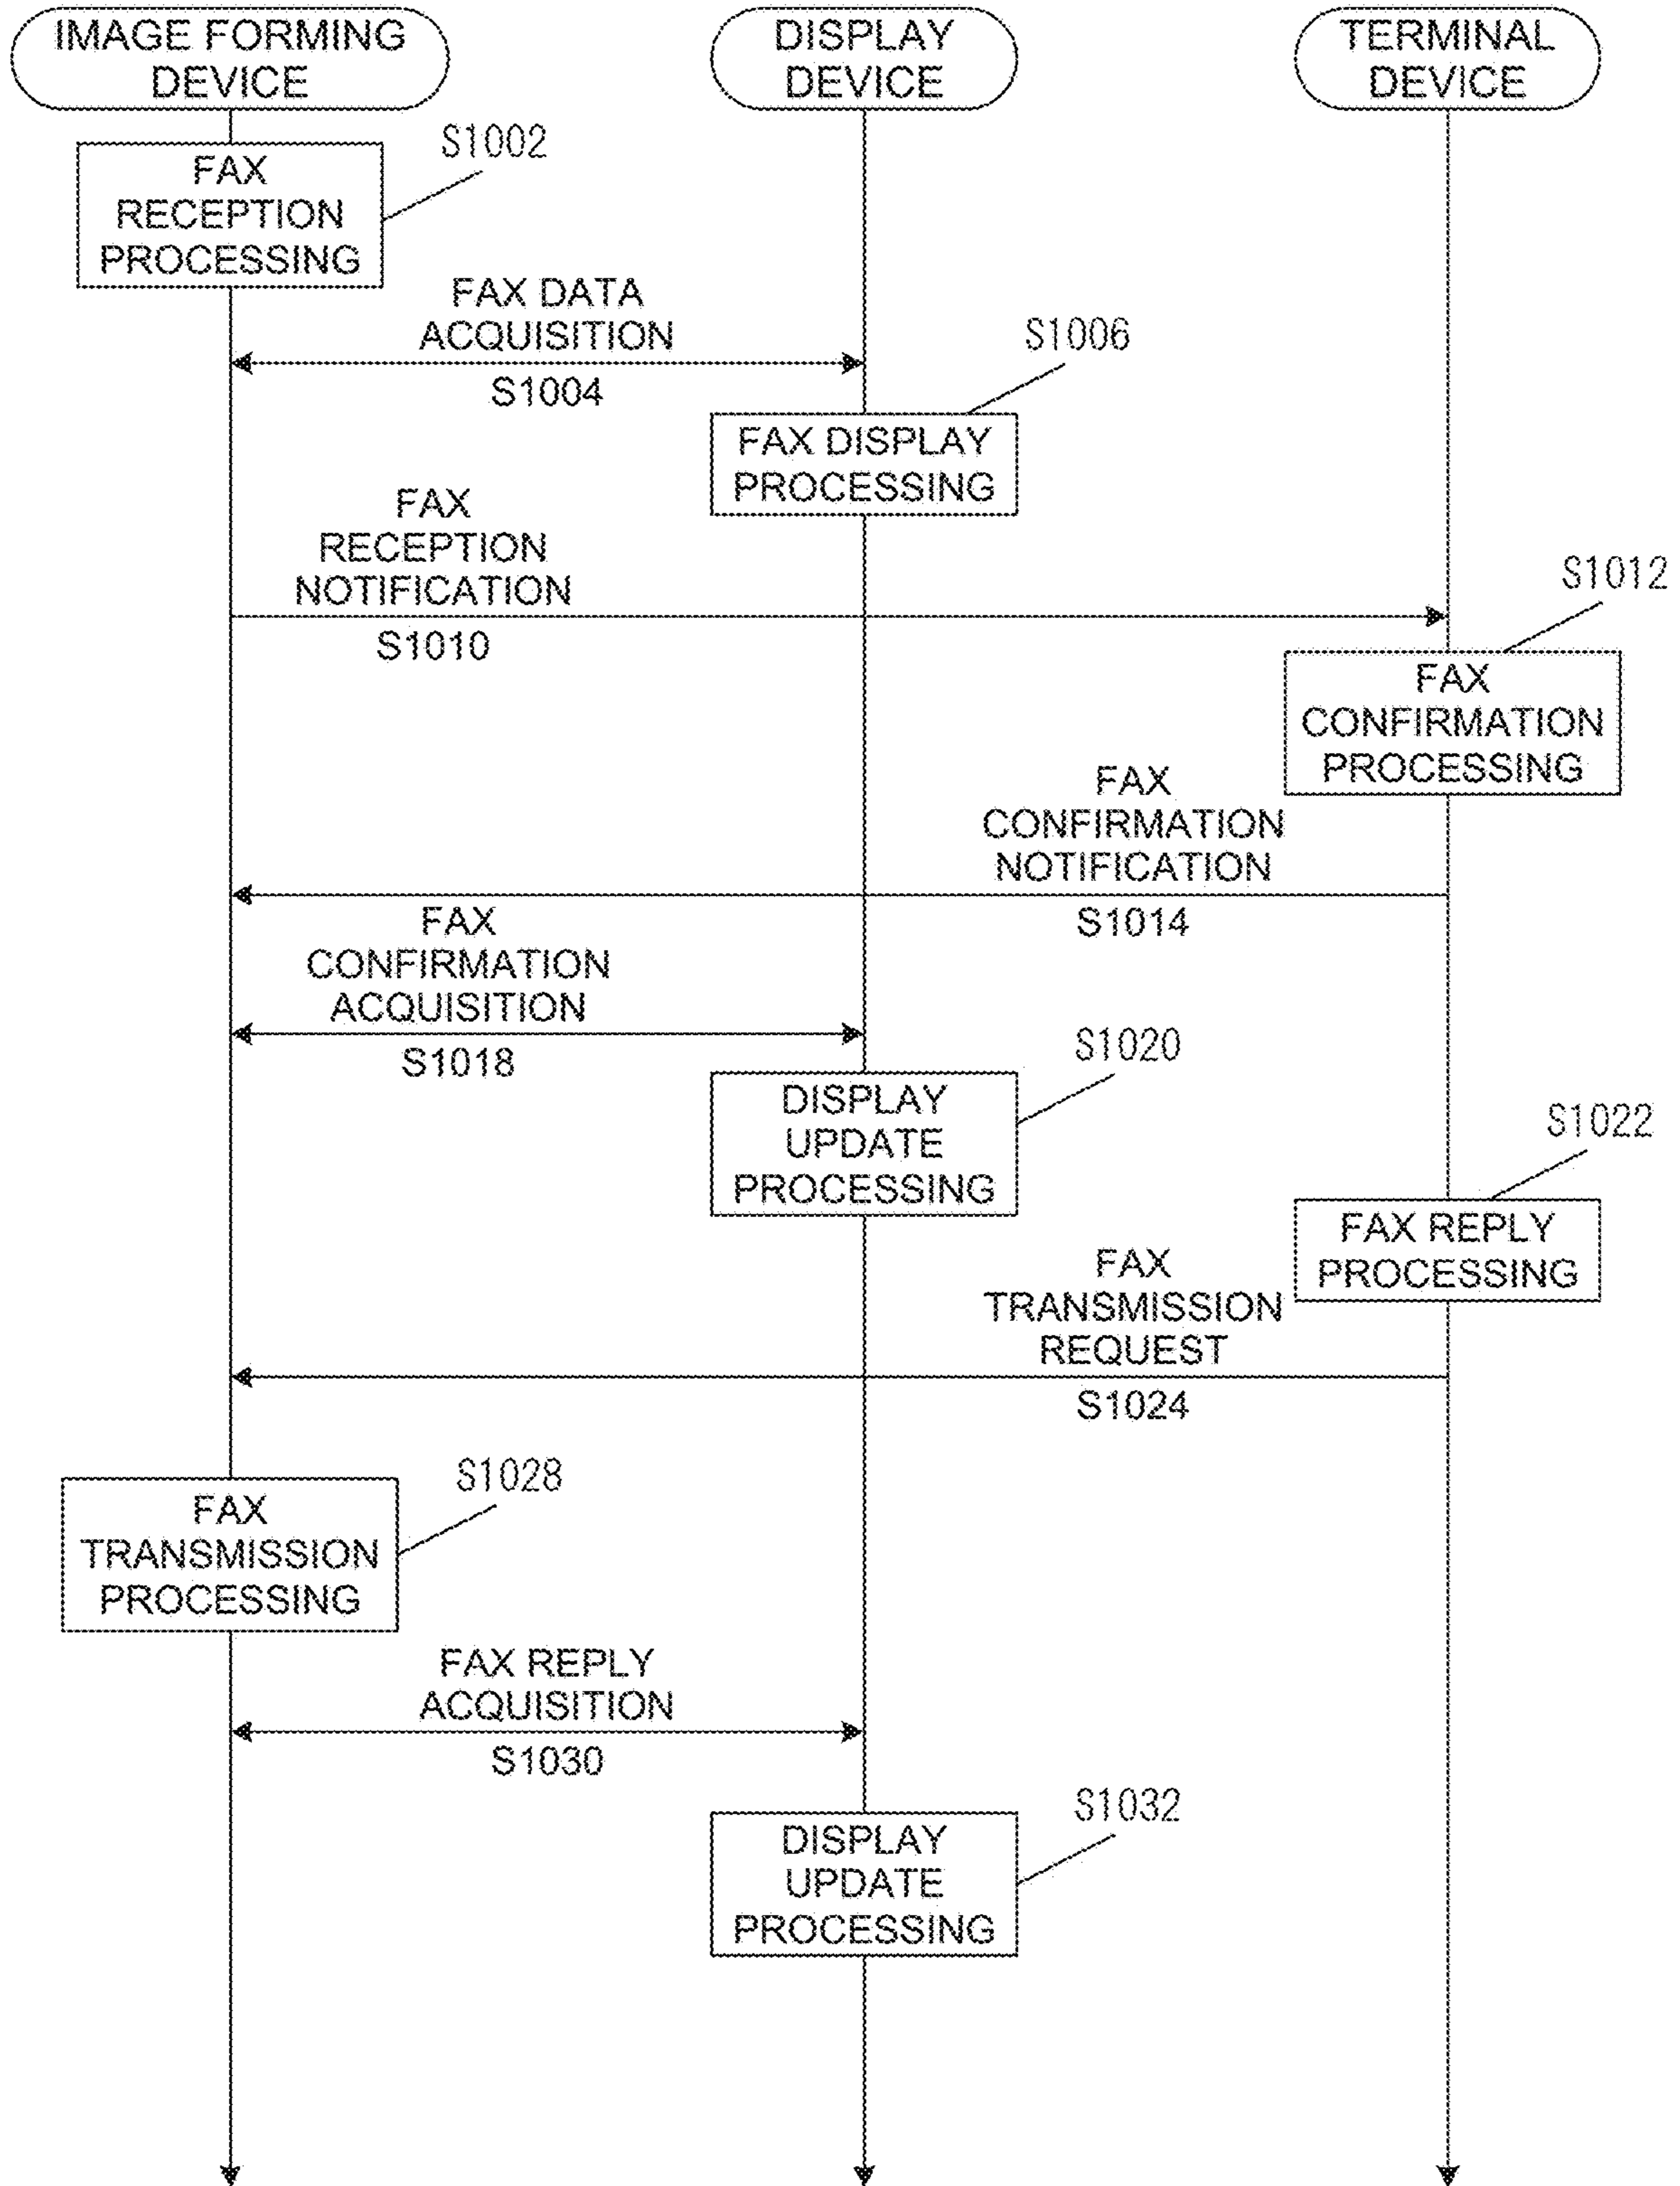 IMAGE FORMING
DEVICE
DISPLAY
DEVICE
TERMINAL
DEVICE
S1002
FAX
RECEPTION
PROCESSING
FAX DATA
ACQUISITION
S1004
S1006
FAX DISPLAY
PROCESSING
FAX
RECEPTION
NOTIFICATION
S1010
S1012
FAX
CONFIRMATION
PROCESSING
FAX
CONFIRMATION
NOTIFICATION
S1014
FAX
CONFIRMATION
ACQUISITION
S1018
S1020
DISPLAY
UPDATE
PROCESSING
S1022
FAX REPLY
PROCESSING
FAX
TRANSMISSION
REQUEST
S1024
S1028
FAX
TRANSMISSION
PROCESSING
FAX REPLY
ACQUISITION
S1030
S1032
DISPLAY
UPDATE
PROCESSING